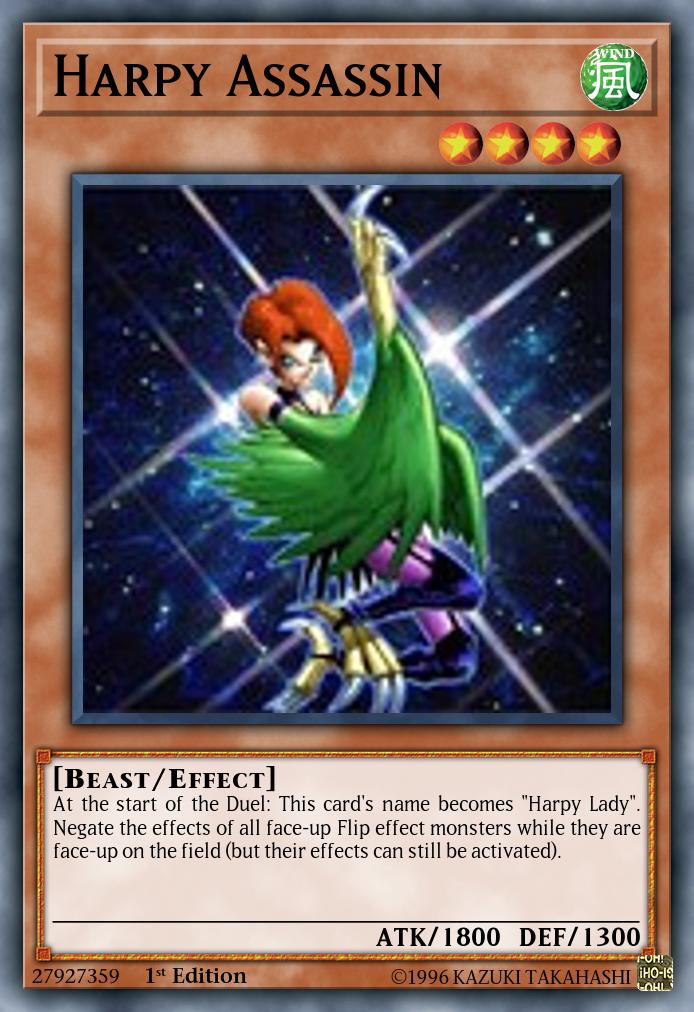 HARPY ASSASSIN
WIND
風
[BEAST/EFFECT]
At the start of the Duel: This card's name becomes "Harpy Lady".
Negate the effects of all face-up Flip effect monsters while they are
face-up on the field (but their effects can still be activated).
ATK/1800 DEF/1300
27927359 1st Edition ©1996 KAZUKI TAKAHASHI